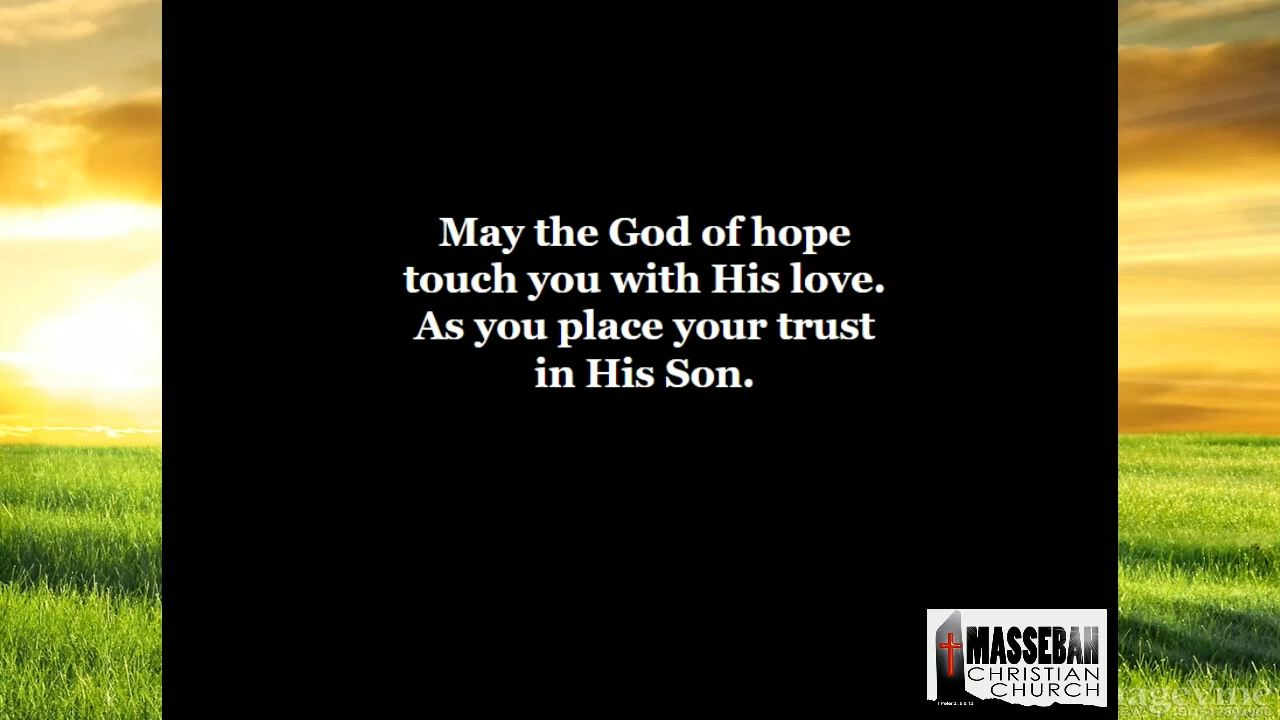 May the God of hope
touch you with His love.
As you place your trust
in His Son.
MASSEBAH
CHRISTIAN
CHURCH